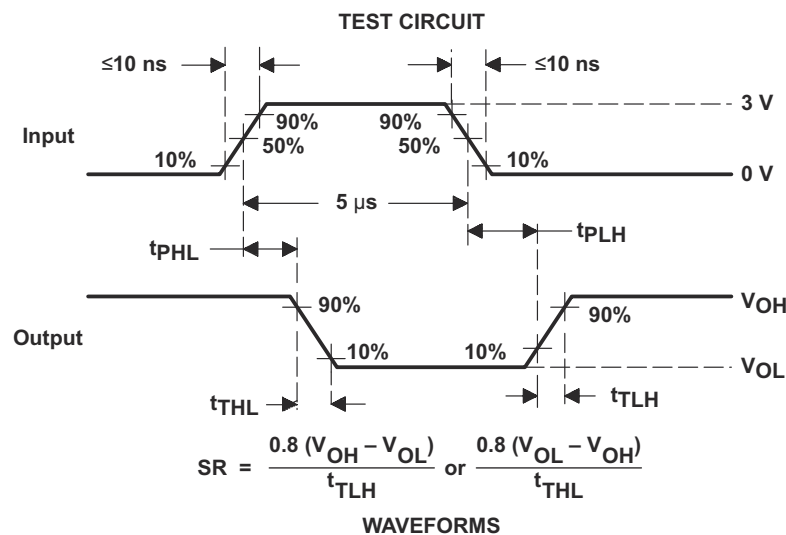 TEST CIRCUIT
≤10 ns
≤10 ns
3 V
90%
90%
Input
50%
50%
10%
10%
0 V
5 µs
tPHL
tPLH
VOH
90%
90%
Output
10%
10%
VOL
tTHL
tTLH
SR = 0.8 (VOH – VOL) / tTLH or 0.8 (VOL – VOH) / tTHL
WAVEFORMS